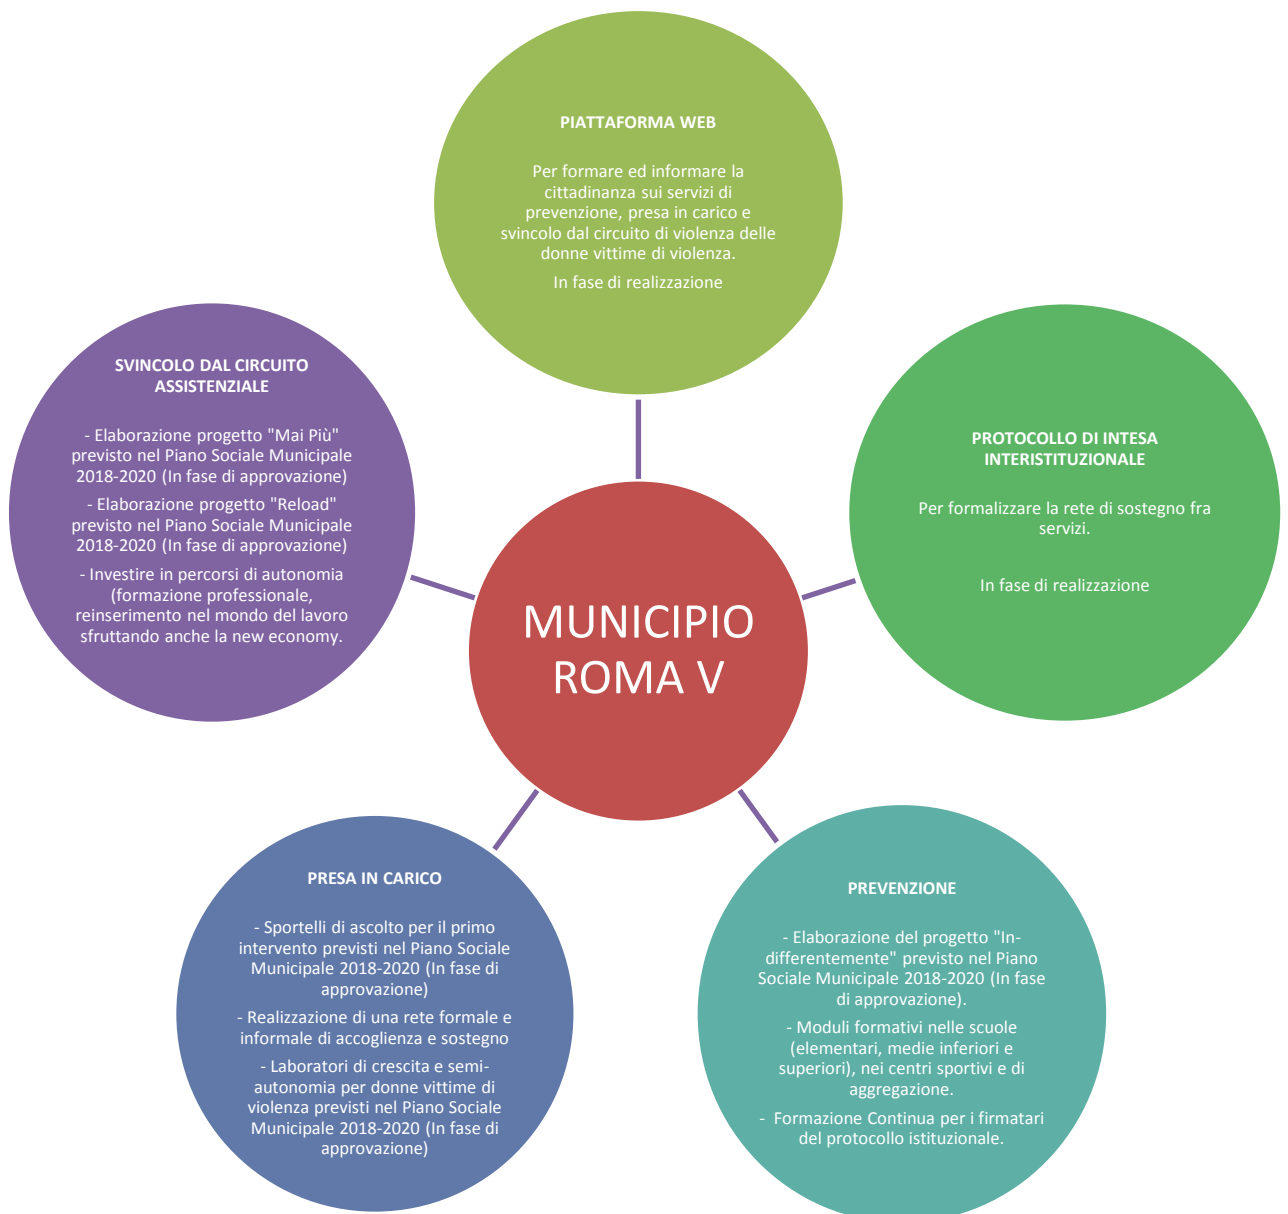 PIATTAFORMA WEB
Per formare ed informare la
cittadinanza sui servizi di
prevenzione, presa in carico e
svincolo dal circuito di violenza delle
donne vittime di violenza.
In fase di realizzazione
PROTOCOLLO DI INTESA
INTERISTITUZIONALE
Per formalizzare la rete di sostegno fra
servizi.
In fase di realizzazione
PREVENZIONE
- Elaborazione del progetto "In-
differentemente" previsto nel Piano
Sociale Municipale 2018-2020 (In fase
di approvazione).
- Moduli formativi nelle scuole
(elementari, medie inferiori e
superiori), nei centri sportivi e di
aggregazione.
- Formazione Continua per i firmatari
del protocollo istituzionale.
PRESA IN CARICO
- Sportelli di ascolto per il primo
intervento previsti nel Piano Sociale
Municipale 2018-2020 (In fase di
approvazione)
- Realizzazione di una rete formale e
informale di accoglienza e sostegno
- Laboratori di crescita e semi-
autonomia per donne vittime di
violenza previsti nel Piano Sociale
Municipale 2018-2020 (In fase di
approvazione)
SVINCOLO DAL CIRCUITO
ASSISTENZIALE
- Elaborazione progetto "Mai Più"
previsto nel Piano Sociale Municipale
2018-2020 (In fase di approvazione)
- Elaborazione progetto "Reload"
previsto nel Piano Sociale Municipale
2018-2020 (In fase di approvazione)
- Investire in percorsi di autonomia
(formazione professionale,
reinserimento nel mondo del lavoro
sfruttando anche la new economy.
MUNICIPIO
ROMA V